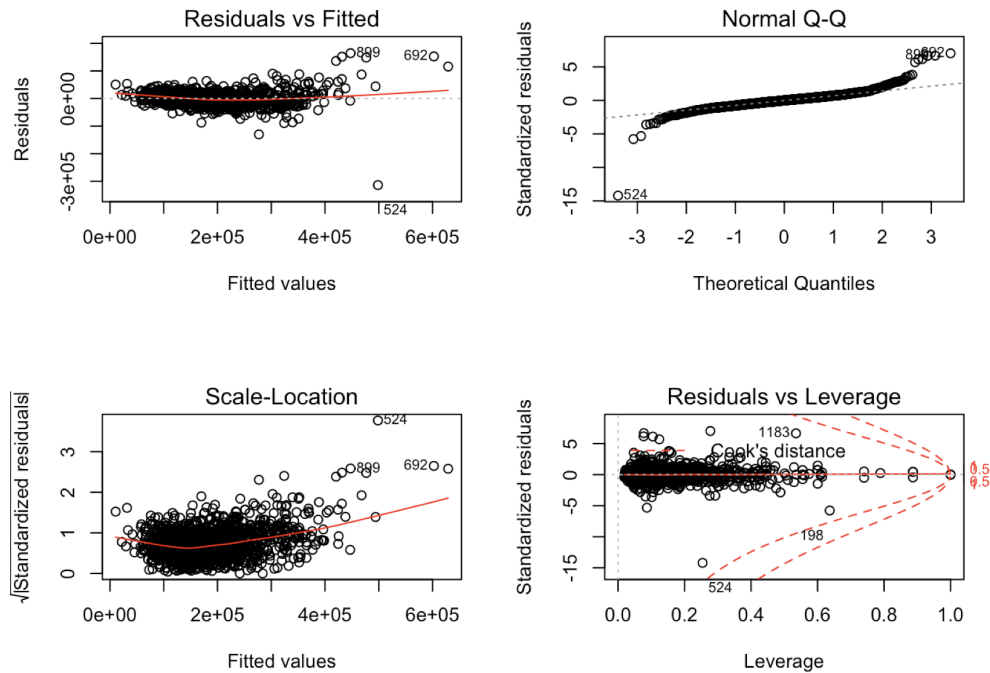 Residuals vs Fitted
Residuals
-3e+05
0e+00
899
692
524
0e+00
2e+05
4e+05
6e+05
Fitted values
Normal Q-Q
Standardized residuals
-15
-5
0
5
692
524
-3
-2
-1
0
1
2
3
Theoretical Quantiles
Scale-Location
√|Standardized residuals|
0
1
2
3
524
899
692
0e+00
2e+05
4e+05
6e+05
Fitted values
Residuals vs Leverage
Standardized residuals
-15
-5
0
5
1183
Cook's distance
198
524
0.5
0.5
0.0
0.2
0.4
0.6
0.8
1.0
Leverage